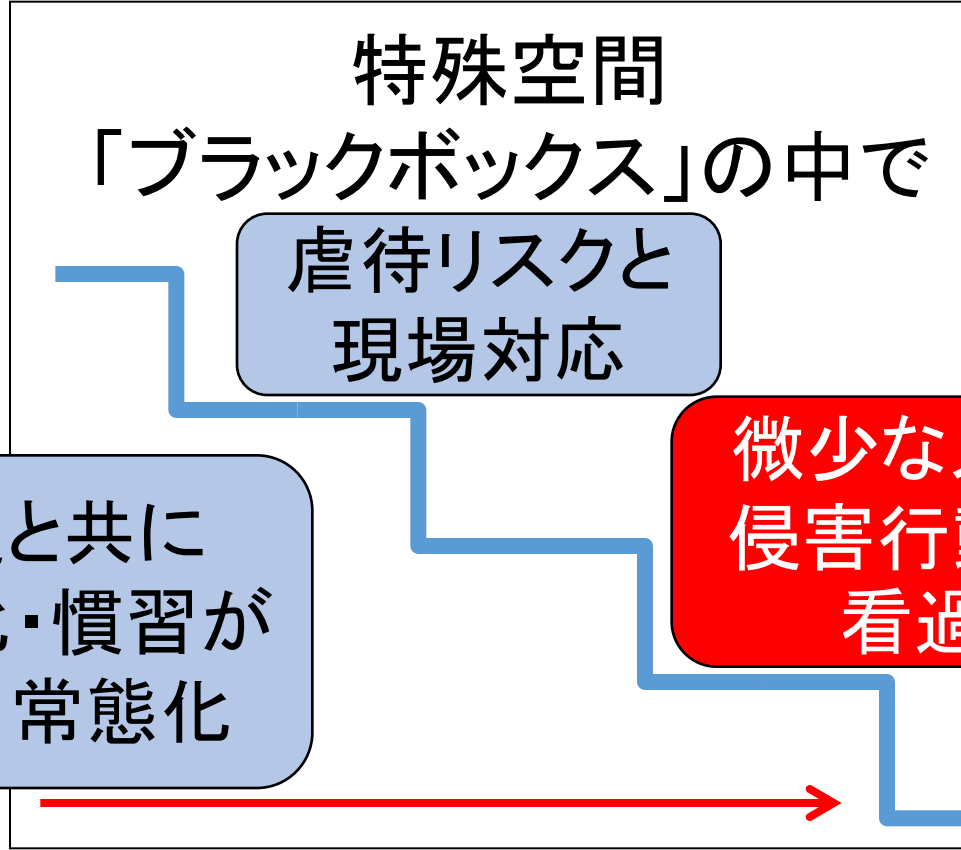 特殊空間
「ブラックボックス」の中で
虐待リスクと
現場対応
微少な
侵害行動
看過
と共に
・慣習が
常態化